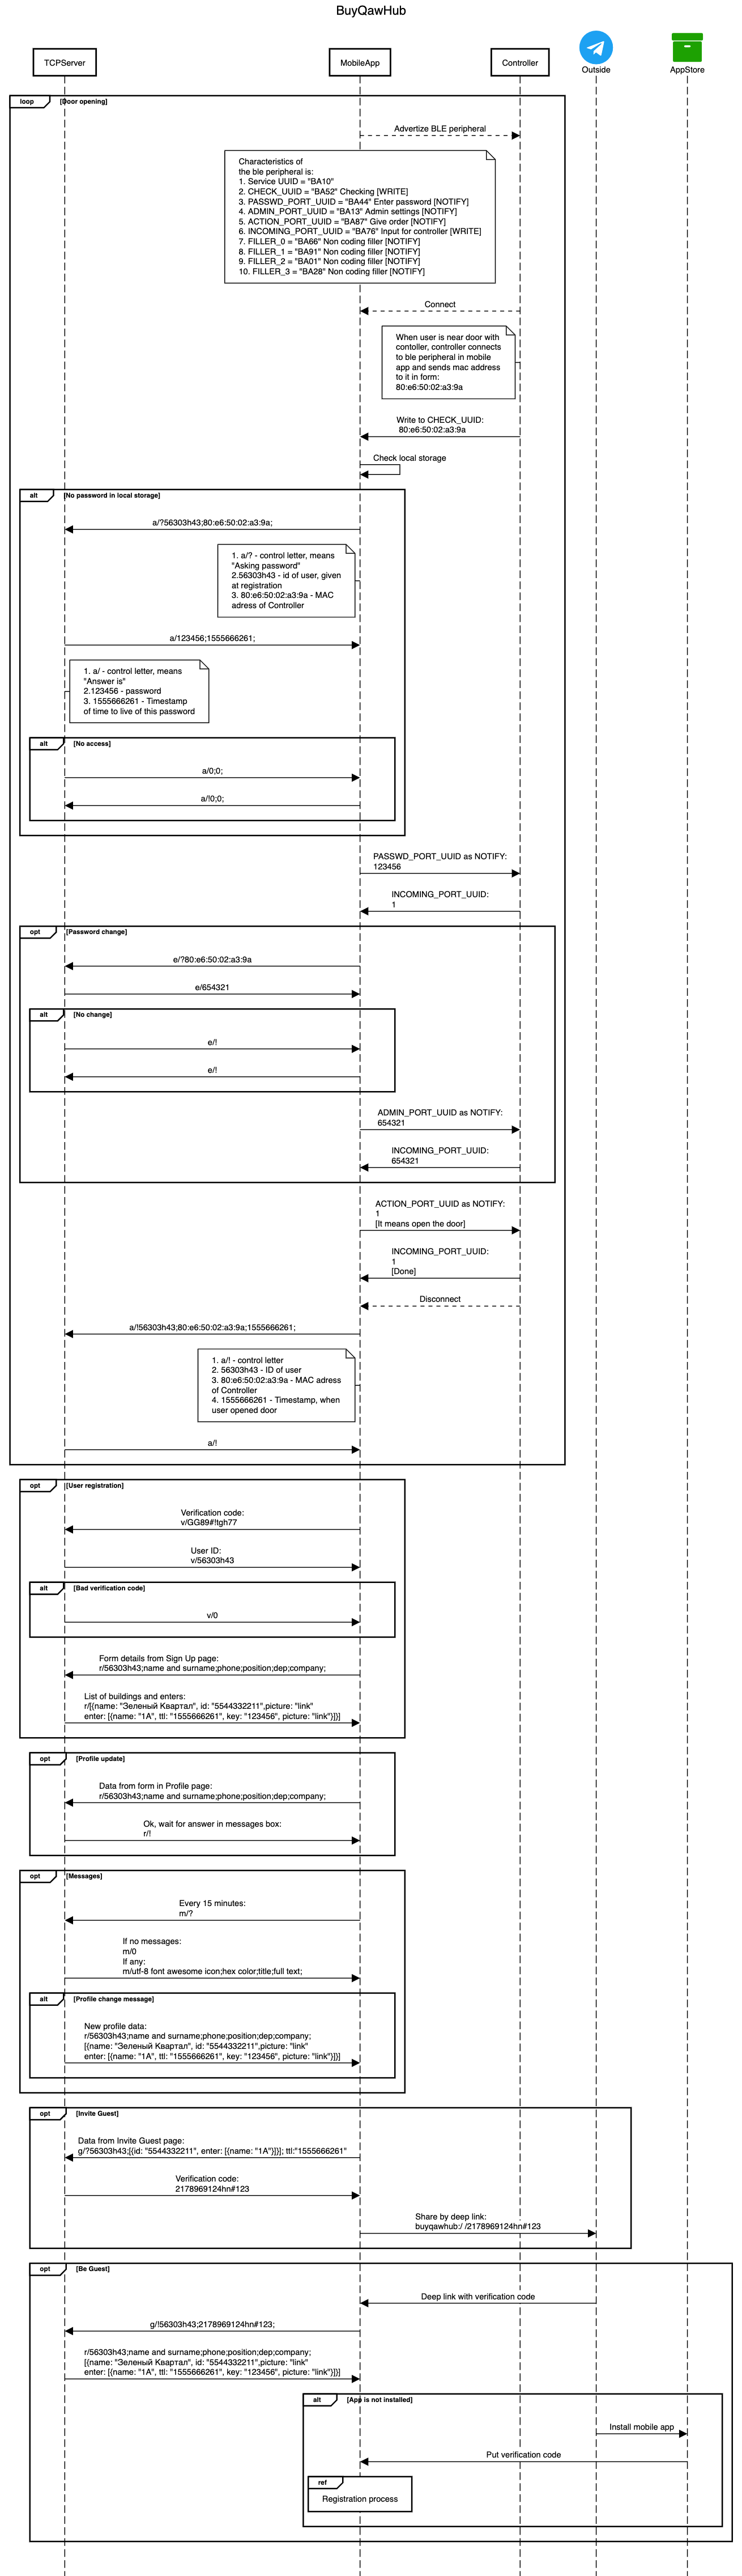 BuyQawHub
TCPServer
MobileApp
Controller
Outside
AppStore
loop
[Door opening]
Advertize BLE peripheral
Characteristics of
the ble peripheral is:
1. Service UUID = "BA10"
2. CHECK_UUID = "BA52" Checking [WRITE]
3. PASSWD_PORT_UUID = "BA44" Enter password [NOTIFY]
4. ADMIN_PORT_UUID = "BA13" Admin settings [NOTIFY]
5. ACTION_PORT_UUID = "BA87" Give order [NOTIFY]
6. INCOMING_PORT_UUID = "BA76" Input for controller [WRITE]
7. FILLER_0 = "BA66" Non coding filler [NOTIFY]
8. FILLER_1 = "BA91" Non coding filler [NOTIFY]
9. FILLER_2 = "BA01" Non coding filler [NOTIFY]
10. FILLER_3 = "BA28" Non coding filler [NOTIFY]
Connect
When user is near door with
contoller, controller connects
to ble peripheral in mobile
app and sends mac address
to it in form:
80:e6:50:02:a3:9a
Write to CHECK_UUID:
80:e6:50:02:a3:9a
Check local storage
alt
[No password in local storage]
a/?56303h43;80:e6:50:02:a3:9a;
1. a/? - control letter, means
"Asking password"
2.56303h43 - id of user, given
at registration
3. 80:e6:50:02:a3:9a - MAC
adress of Controller
a/123456;1555666261;
1. a/ - control letter, means
"Answer is"
2.123456 - password
3. 1555666261 - Timestamp
of time to live of this password
alt
[No access]
a/0;0;
a/!0;0;
PASSWD_PORT_UUID as NOTIFY:
123456
INCOMING_PORT_UUID:
1
opt
[Password change]
e/?80:e6:50:02:a3:9a
e/654321
alt
[No change]
e/!
e/!
ADMIN_PORT_UUID as NOTIFY:
654321
INCOMING_PORT_UUID:
654321
ACTION_PORT_UUID as NOTIFY:
1
[It means open the door]
INCOMING_PORT_UUID:
1
[Done]
Disconnect
a/!56303h43;80:e6:50:02:a3:9a;1555666261;
1. a/! - control letter
2. 56303h43 - ID of user
3. 80:e6:50:02:a3:9a - MAC adress
of Controller
4. 1555666261 - Timestamp, when
user opened door
a/!
opt
[User registration]
Verification code:
v/GG89#!tgh77
User ID:
v/56303h43
alt
[Bad verification code]
v/0
Form details from Sign Up page:
r/56303h43;name and surname;phone;position;dep;company;
List of buildings and enters:
r/[{name: "Зеленый Квартал", id: "5544332211",picture: "link"
enter: [{name: "1A", ttl: "1555666261", key: "123456", picture: "link"}]}]
opt
[Profile update]
Data from form in Profile page:
r/56303h43;name and surname;phone;position;dep;company;
Ok, wait for answer in messages box:
r/!
opt
[Messages]
Every 15 minutes:
m/?
If no messages:
m/0
If any:
m/utf-8 font awesome icon;hex color;title;full text;
alt
[Profile change message]
New profile data:
r/56303h43;name and surname;phone;position;dep;company;
[{name: "Зеленый Квартал", id: "5544332211",picture: "link"
enter: [{name: "1A", ttl: "1555666261", key: "123456", picture: "link"}]}]
opt
[Invite Guest]
Data from Invite Guest page:
g/?56303h43;[{id: "5544332211", enter: [{name: "1A"}]}]; ttl:"1555666261"
Verification code:
2178969124hn#123
Share by deep link:
buyqawhub:/ /2178969124hn#123
opt
[Be Guest]
Deep link with verification code
g/!56303h43;2178969124hn#123;
r/56303h43;name and surname;phone;position;dep;company;
[{name: "Зеленый Квартал", id: "5544332211",picture: "link"
enter: [{name: "1A", ttl: "1555666261", key: "123456", picture: "link"}]}]
alt
[App is not installed]
Install mobile app
Put verification code
ref
Registration process